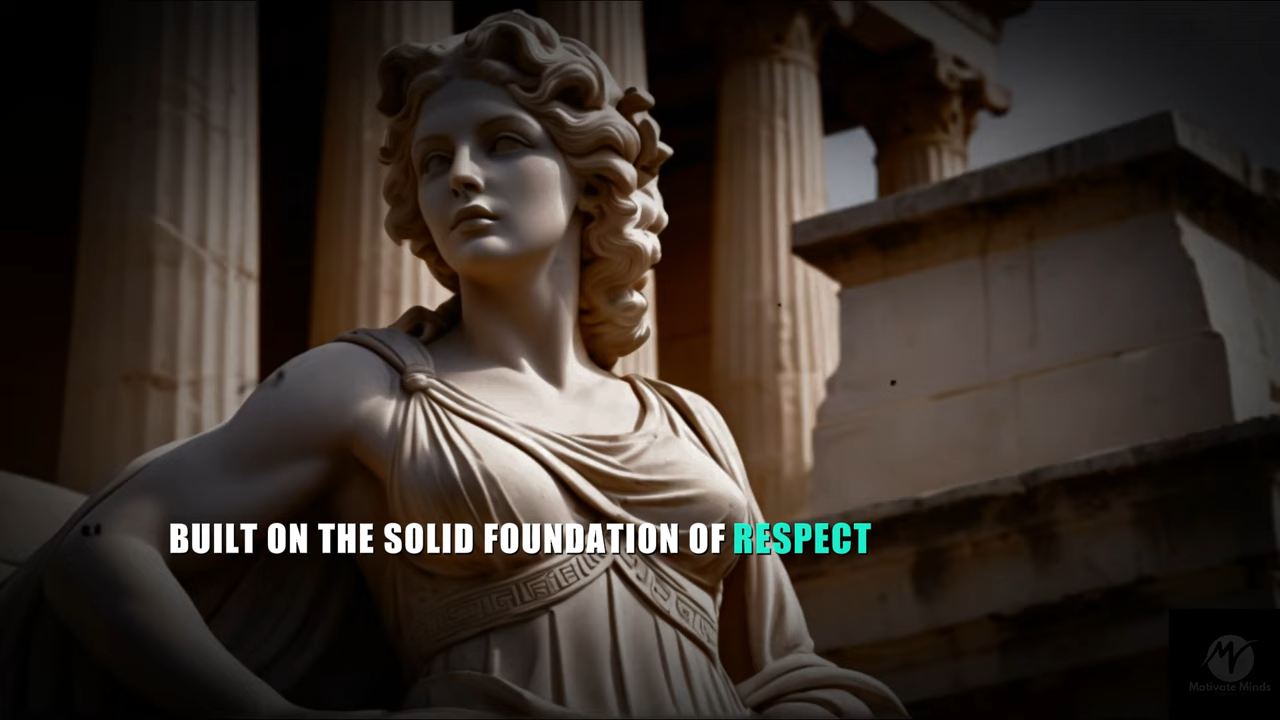 BUILT ON THE SOLID FOUNDATION OF RESPECT
Motivate Minds